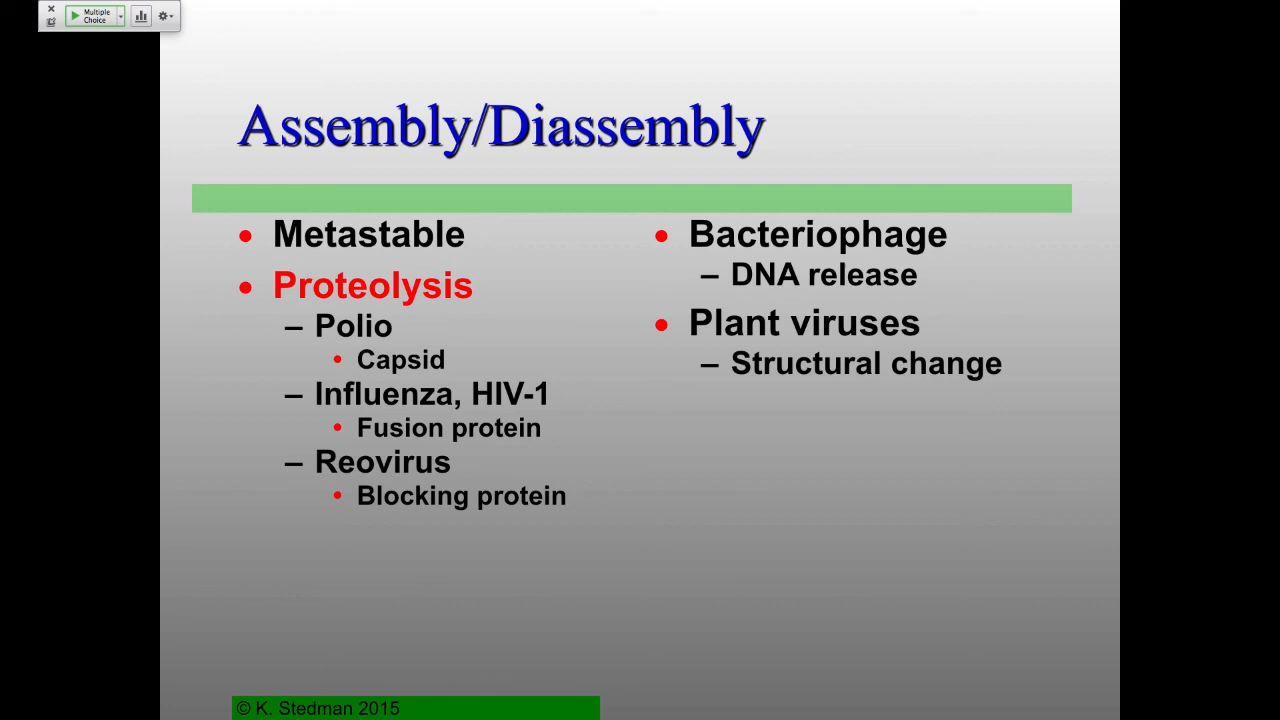 Multiple
Choice
Assembly/Diassembly
• Metastable
• Proteolysis
– Polio
• Capsid
– Influenza, HIV-1
• Fusion protein
– Reovirus
• Blocking protein
• Bacteriophage
– DNA release
• Plant viruses
– Structural change
© K. Stedman 2015